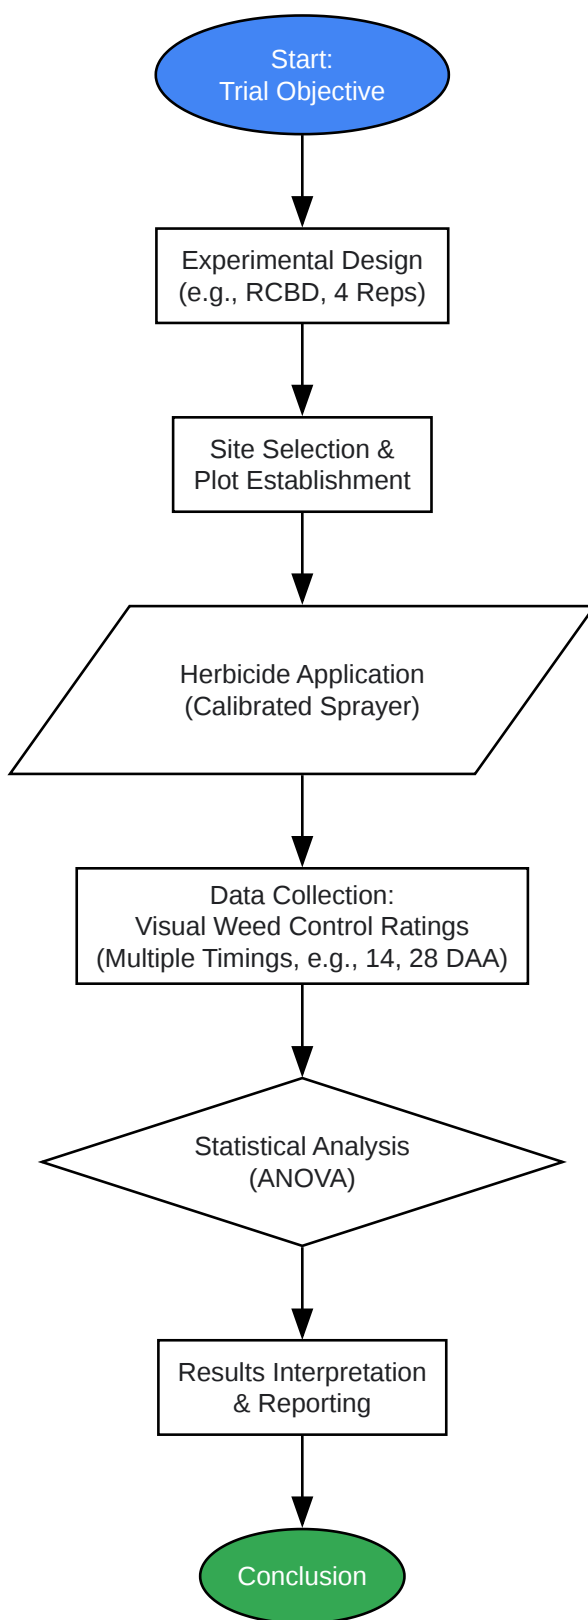 Start:
Trial Objective
Experimental Design
(e.g., RCBD, 4 Reps)
Site Selection &
Plot Establishment
Herbicide Application
(Calibrated Sprayer)
Data Collection:
Visual Weed Control Ratings
(Multiple Timings, e.g., 14, 28 DAA)
Statistical Analysis
(ANOVA)
Results Interpretation
& Reporting
Conclusion